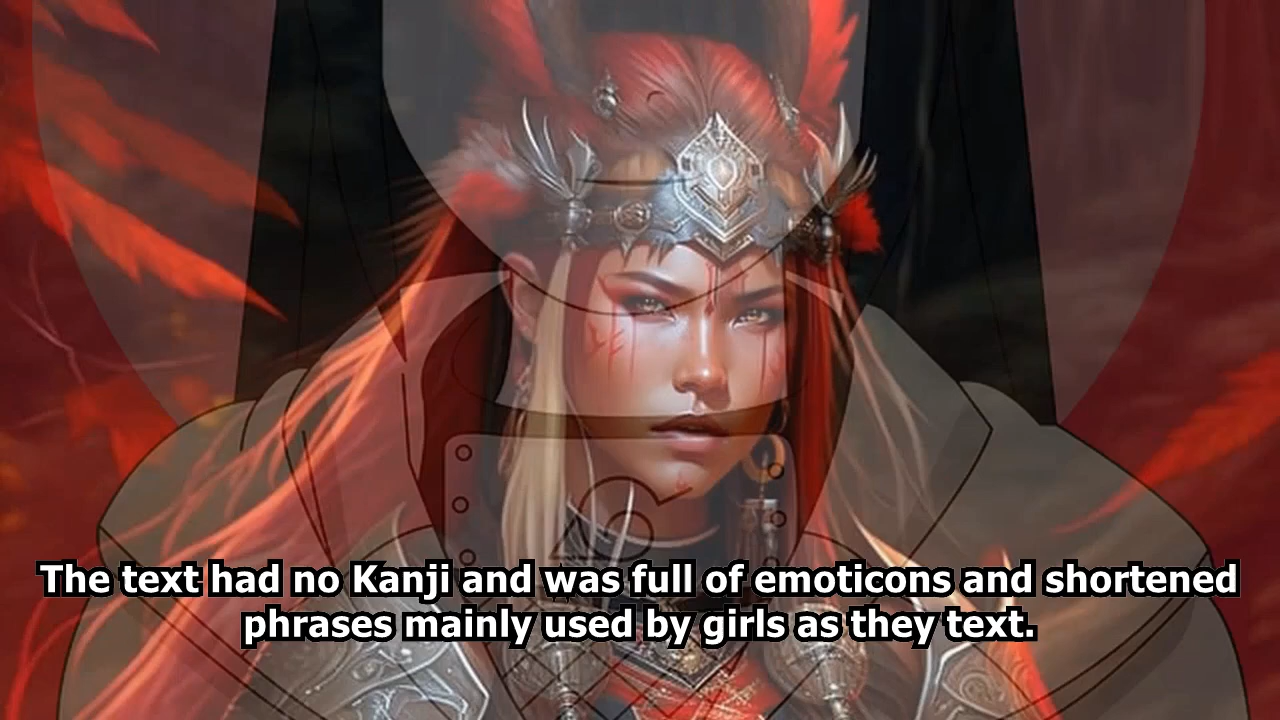 The text had no Kanji and was full of emoticons and shortened
phrases mainly used by girls as they text.